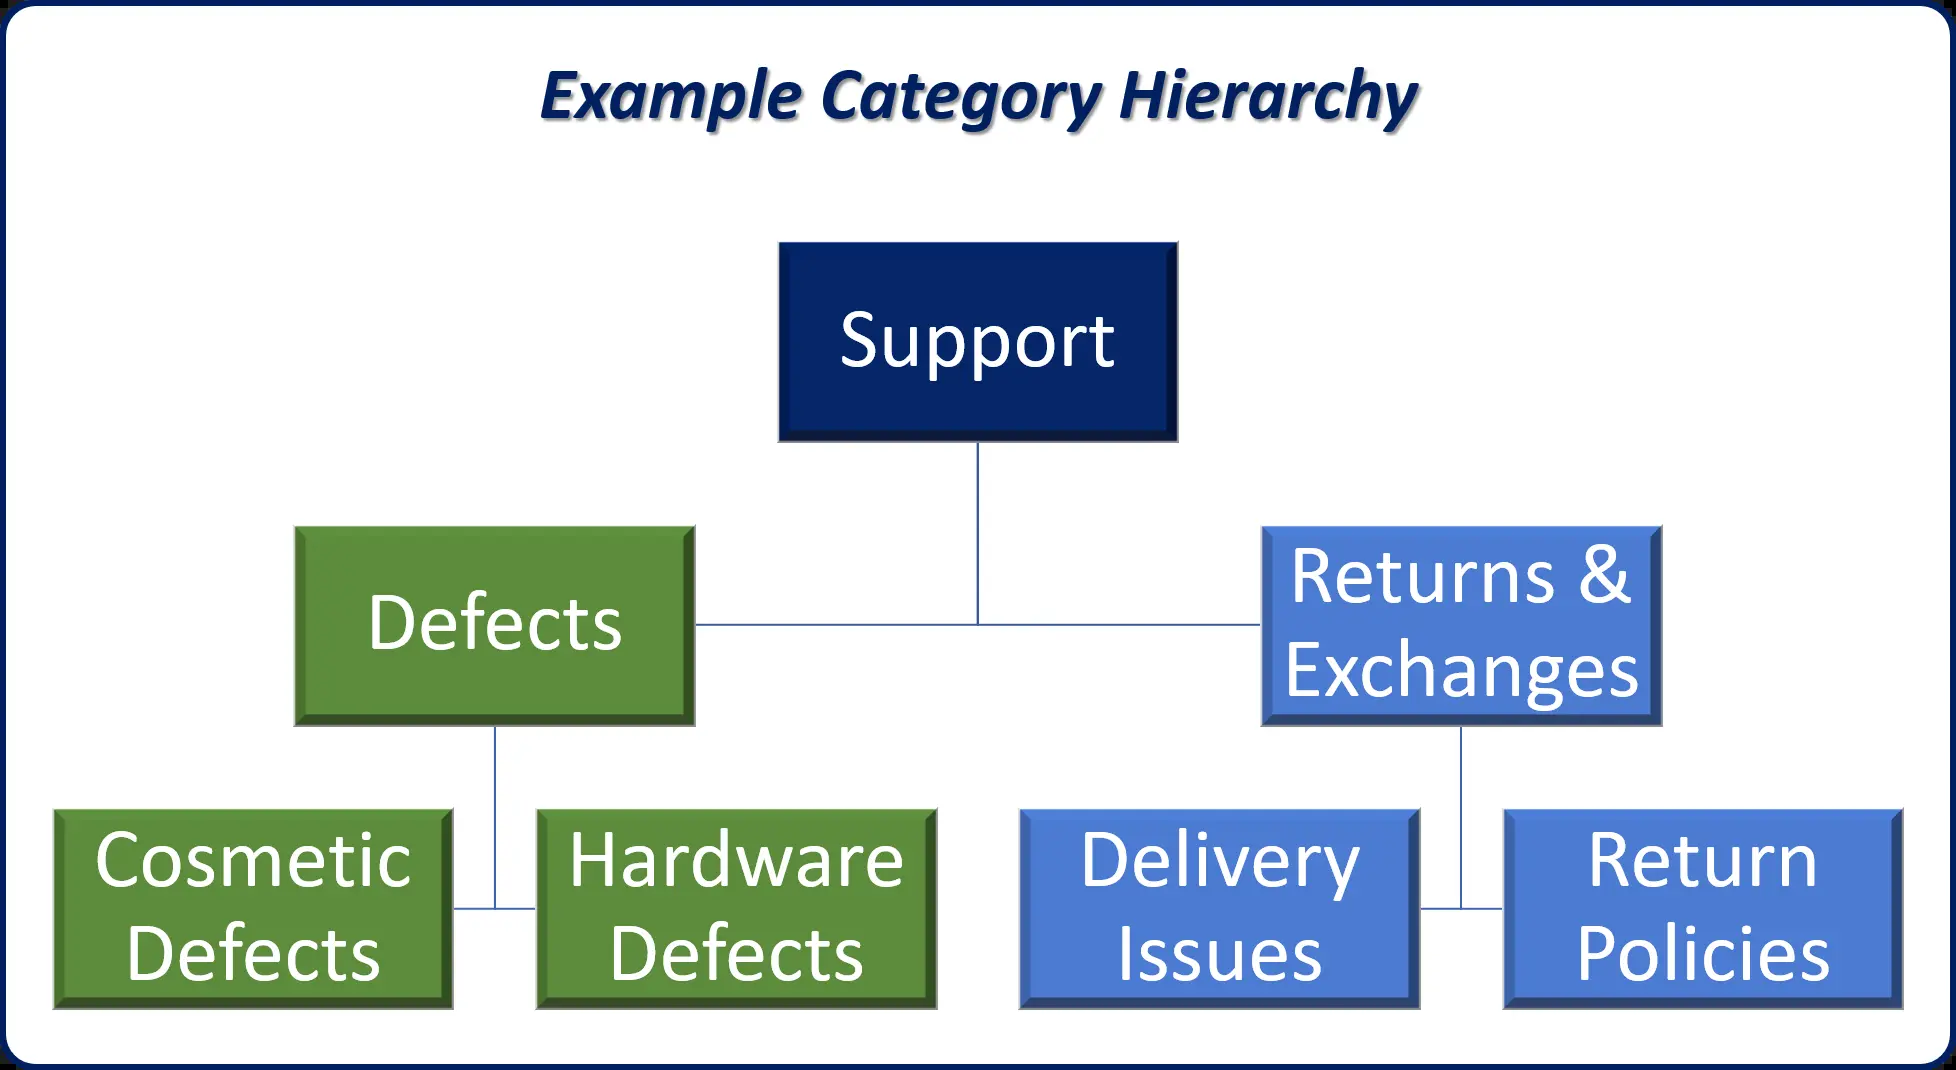 Example Category Hierarchy
Support
Defects
Returns &
Exchanges
Cosmetic
Defects
Hardware
Defects
Delivery
Issues
Return
Policies